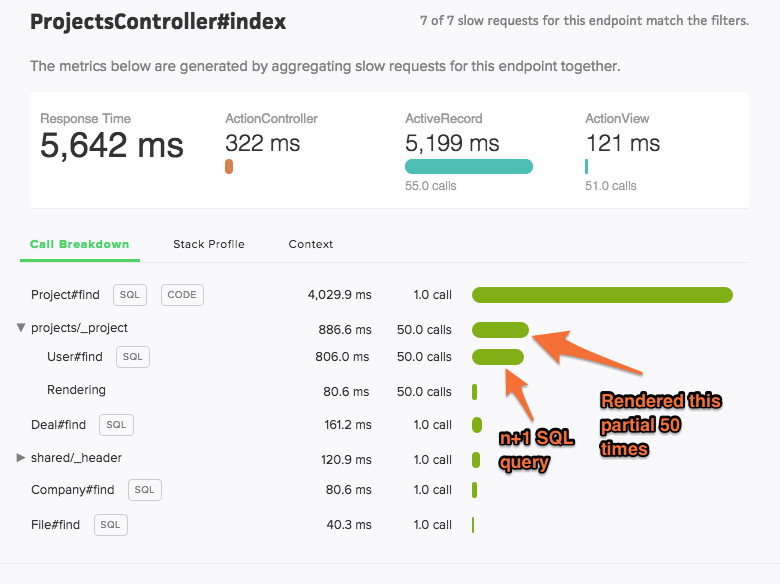 ProjectsController#index
7 of 7 slow requests for this endpoint match the filters.
The metrics below are generated by aggregating slow requests for this endpoint together.
Response Time
5,642 ms
ActionController
322 ms
ActiveRecord
5,199 ms
55.0 calls
ActionView
121 ms
51.0 calls
Call Breakdown Stack Profile Context
Project#find SQL CODE 4,029.9 ms 1.0 call
projects/_project 886.6 ms 50.0 calls
User#find SQL 806.0 ms 50.0 calls
Rendering 80.6 ms 50.0 calls
Deal#find SQL 161.2 ms 1.0 call
shared/_header 120.9 ms 1.0 call
Company#find SQL 80.6 ms 1.0 call
File#find SQL 40.3 ms 1.0 call
n+1 SQL
query
Rendered this
partial 50
times